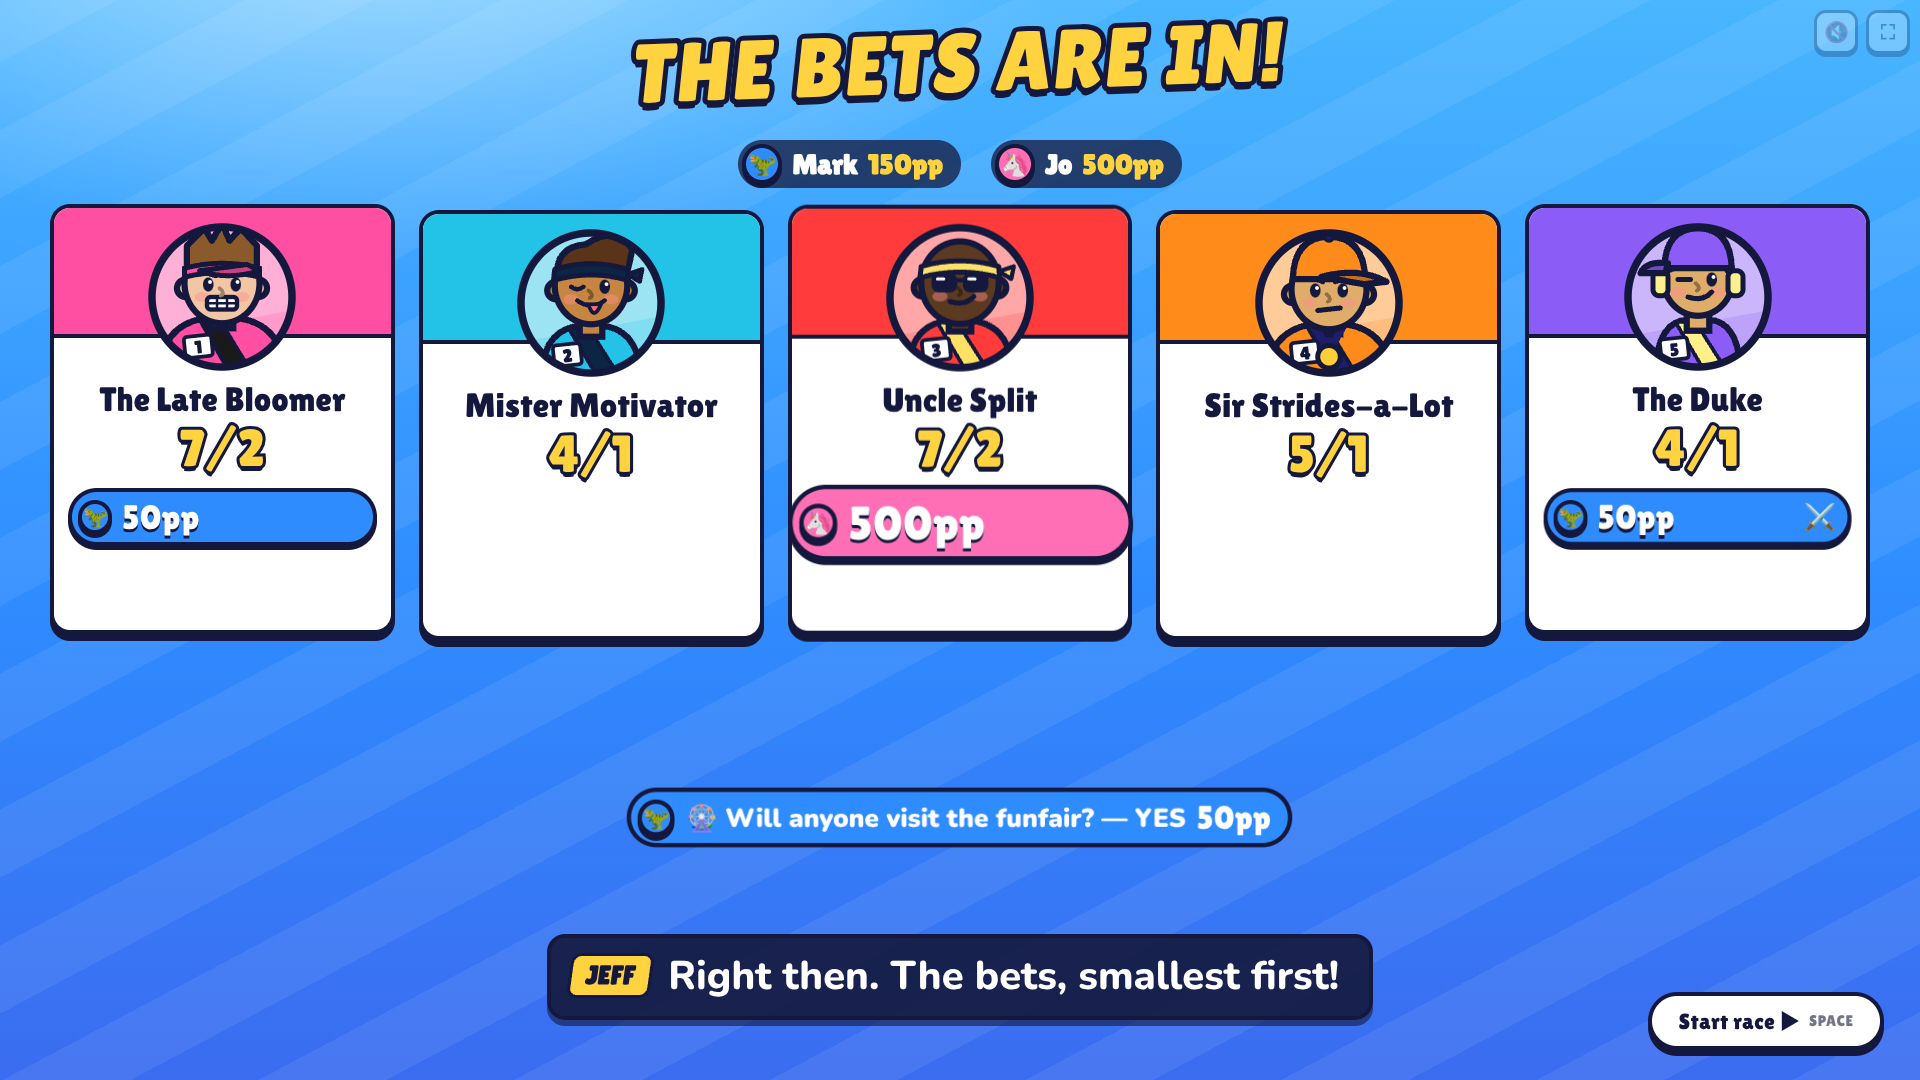 THE BETS ARE IN!
Mark 150pp
Jo 500pp
1
The Late Bloomer
7/2
50pp
2
Mister Motivator
4/1
3
Uncle Split
7/2
500pp
4
Sir Strides-a-Lot
5/1
5
The Duke
4/1
50pp
Will anyone visit the funfair? — YES 50pp
JEFF Right then. The bets, smallest first!
Start race SPACE